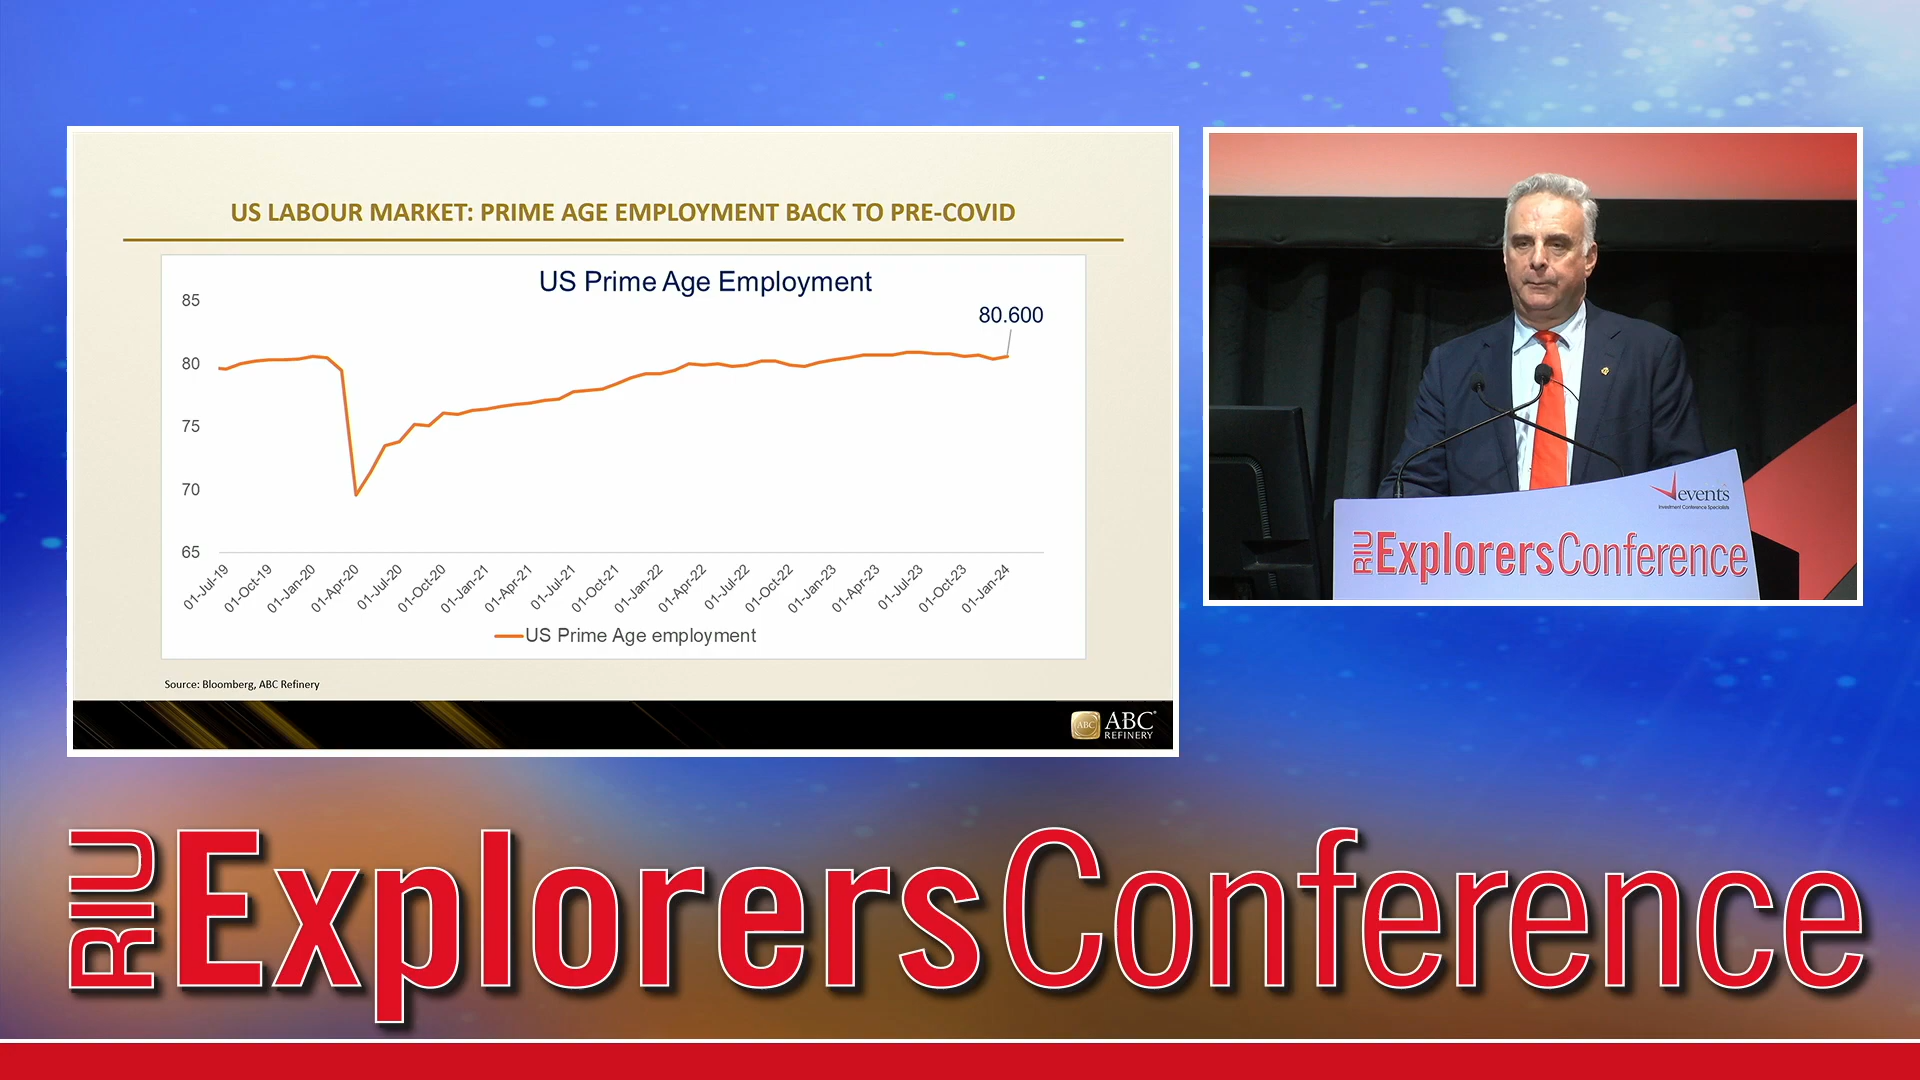 US LABOUR MARKET: PRIME AGE EMPLOYMENT BACK TO PRE-COVID
US Prime Age Employment
80.600
85
80
75
70
65
01-Jul-19
01-Oct-19
01-Jan-20
01-Apr-20
01-Jul-20
01-Oct-20
01-Jan-21
01-Apr-21
01-Jul-21
01-Oct-21
01-Jan-22
01-Apr-22
01-Jul-22
01-Oct-22
01-Jan-23
01-Apr-23
01-Jul-23
01-Oct-23
01-Jan-24
US Prime Age employment
Source: Bloomberg, ABC Refinery
ABC
ABC
REFINERY
events
Investment Conference Specialists
RIU ExplorersConference
RIU ExplorersConference